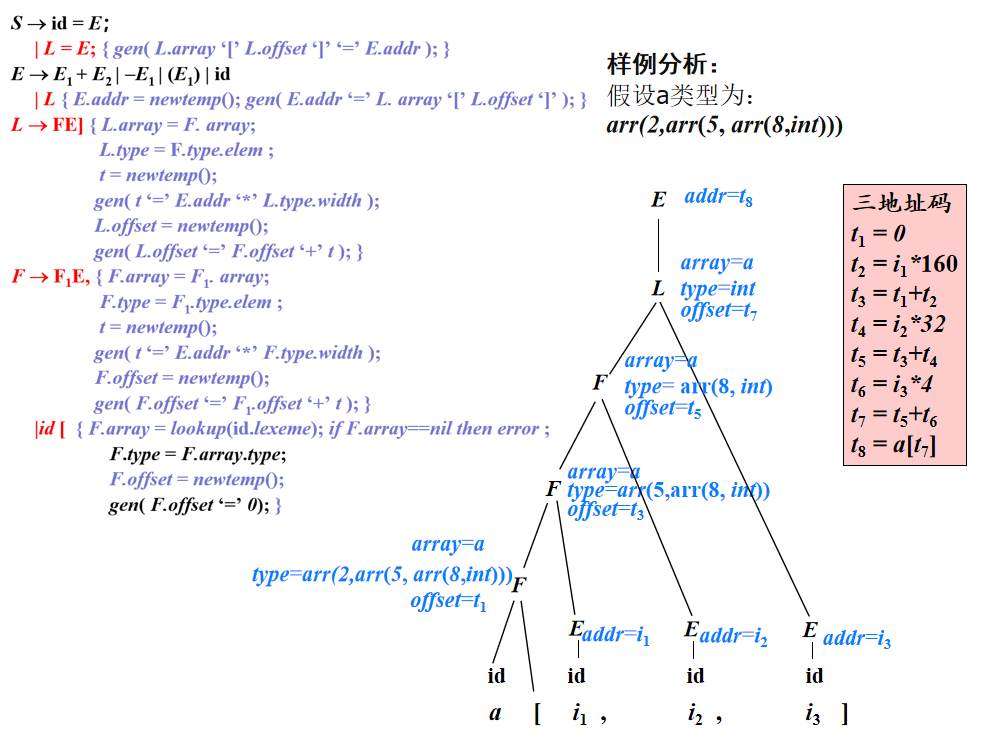 S → id = E;
| L = E; { gen( L.array ‘[’ L.offset ‘]’ ‘=’ E.addr ); }
E → E₁ + E₂ | –E₁ | (E₁) | id
| L { E.addr = newtemp(); gen( E.addr ‘=’ L. array ‘[’ L.offset ‘]’ ); }
L → FE] { L.array = F. array;
L.type = F.type.elem ;
t = newtemp();
gen( t ‘=’ E.addr ‘*’ L.type.width );
L.offset = newtemp();
gen( L.offset ‘=’ F.offset ‘+’ t ); }
F → F₁E, { F.array = F₁. array;
F.type = F₁.type.elem ;
t = newtemp();
gen( t ‘=’ E.addr ‘*’ F.type.width );
F.offset = newtemp();
gen( F.offset ‘=’ F₁.offset ‘+’ t ); }
|id [ { F.array = lookup(id.lexeme); if F.array==nil then error ;
F.type = F.array.type;
F.offset = newtemp();
gen( F.offset ‘=’ 0); }
样例分析：
假设a类型为：
arr(2,arr(5, arr(8,int)))
E addr=t₈
array=a
L type=int
offset=t₇
array=a
F type= arr(8, int)
offset=t₅
array=a
F type=arr(5,arr(8, int))
offset=t₃
array=a
type=arr(2,arr(5, arr(8,int))) F
offset=t₁
E addr=i₁ E addr=i₂ E addr=i₃
id id id id
a [ i₁ , i₂ , i₃ ]
三地址码
t₁ = 0
t₂ = i₁*160
t₃ = t₁+t₂
t₄ = i₂*32
t₅ = t₃+t₄
t₆ = i₃*4
t₇ = t₅+t₆
t₈ = a[t₇]